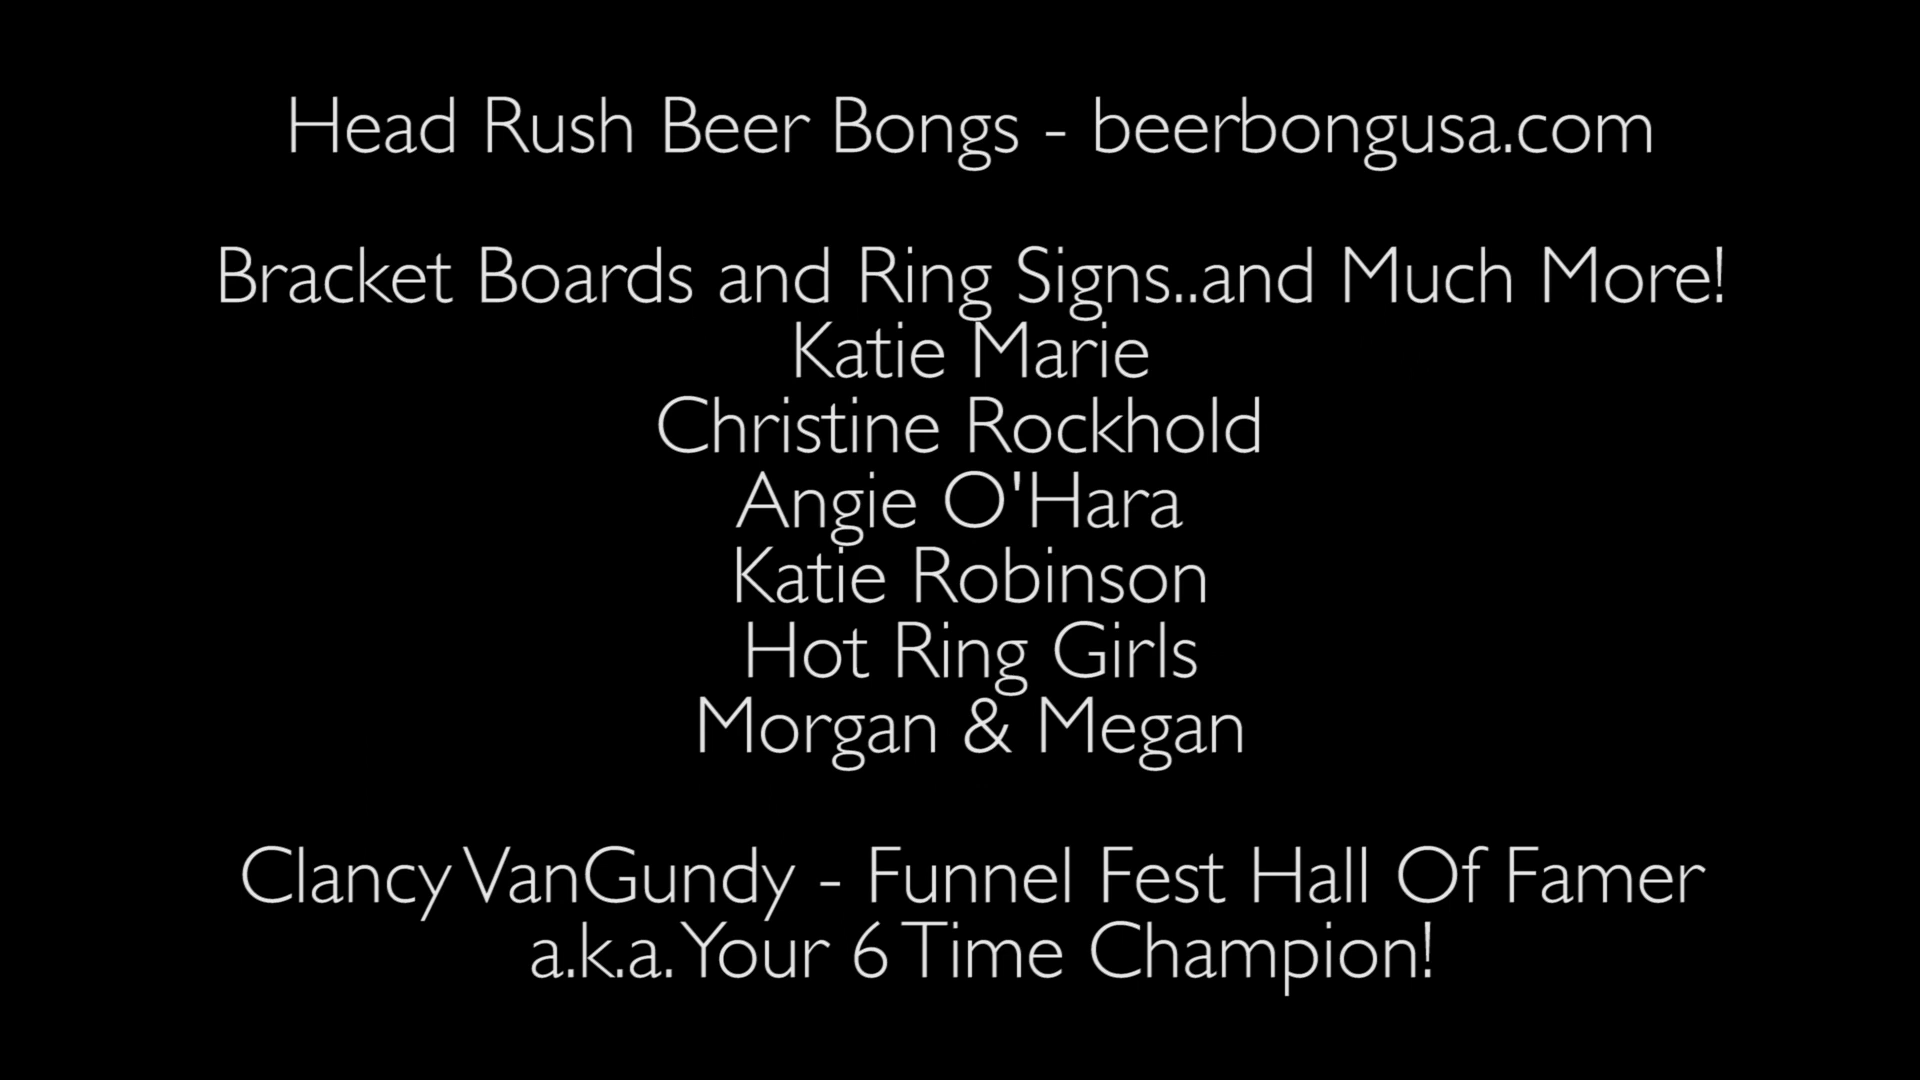 Head Rush Beer Bongs - beerbongusa.com
Bracket Boards and Ring Signs..and Much More!
Katie Marie
Christine Rockhold
Angie O'Hara
Katie Robinson
Hot Ring Girls
Morgan & Megan
Clancy VanGundy - Funnel Fest Hall Of Famer
a.k.a. Your 6 Time Champion!